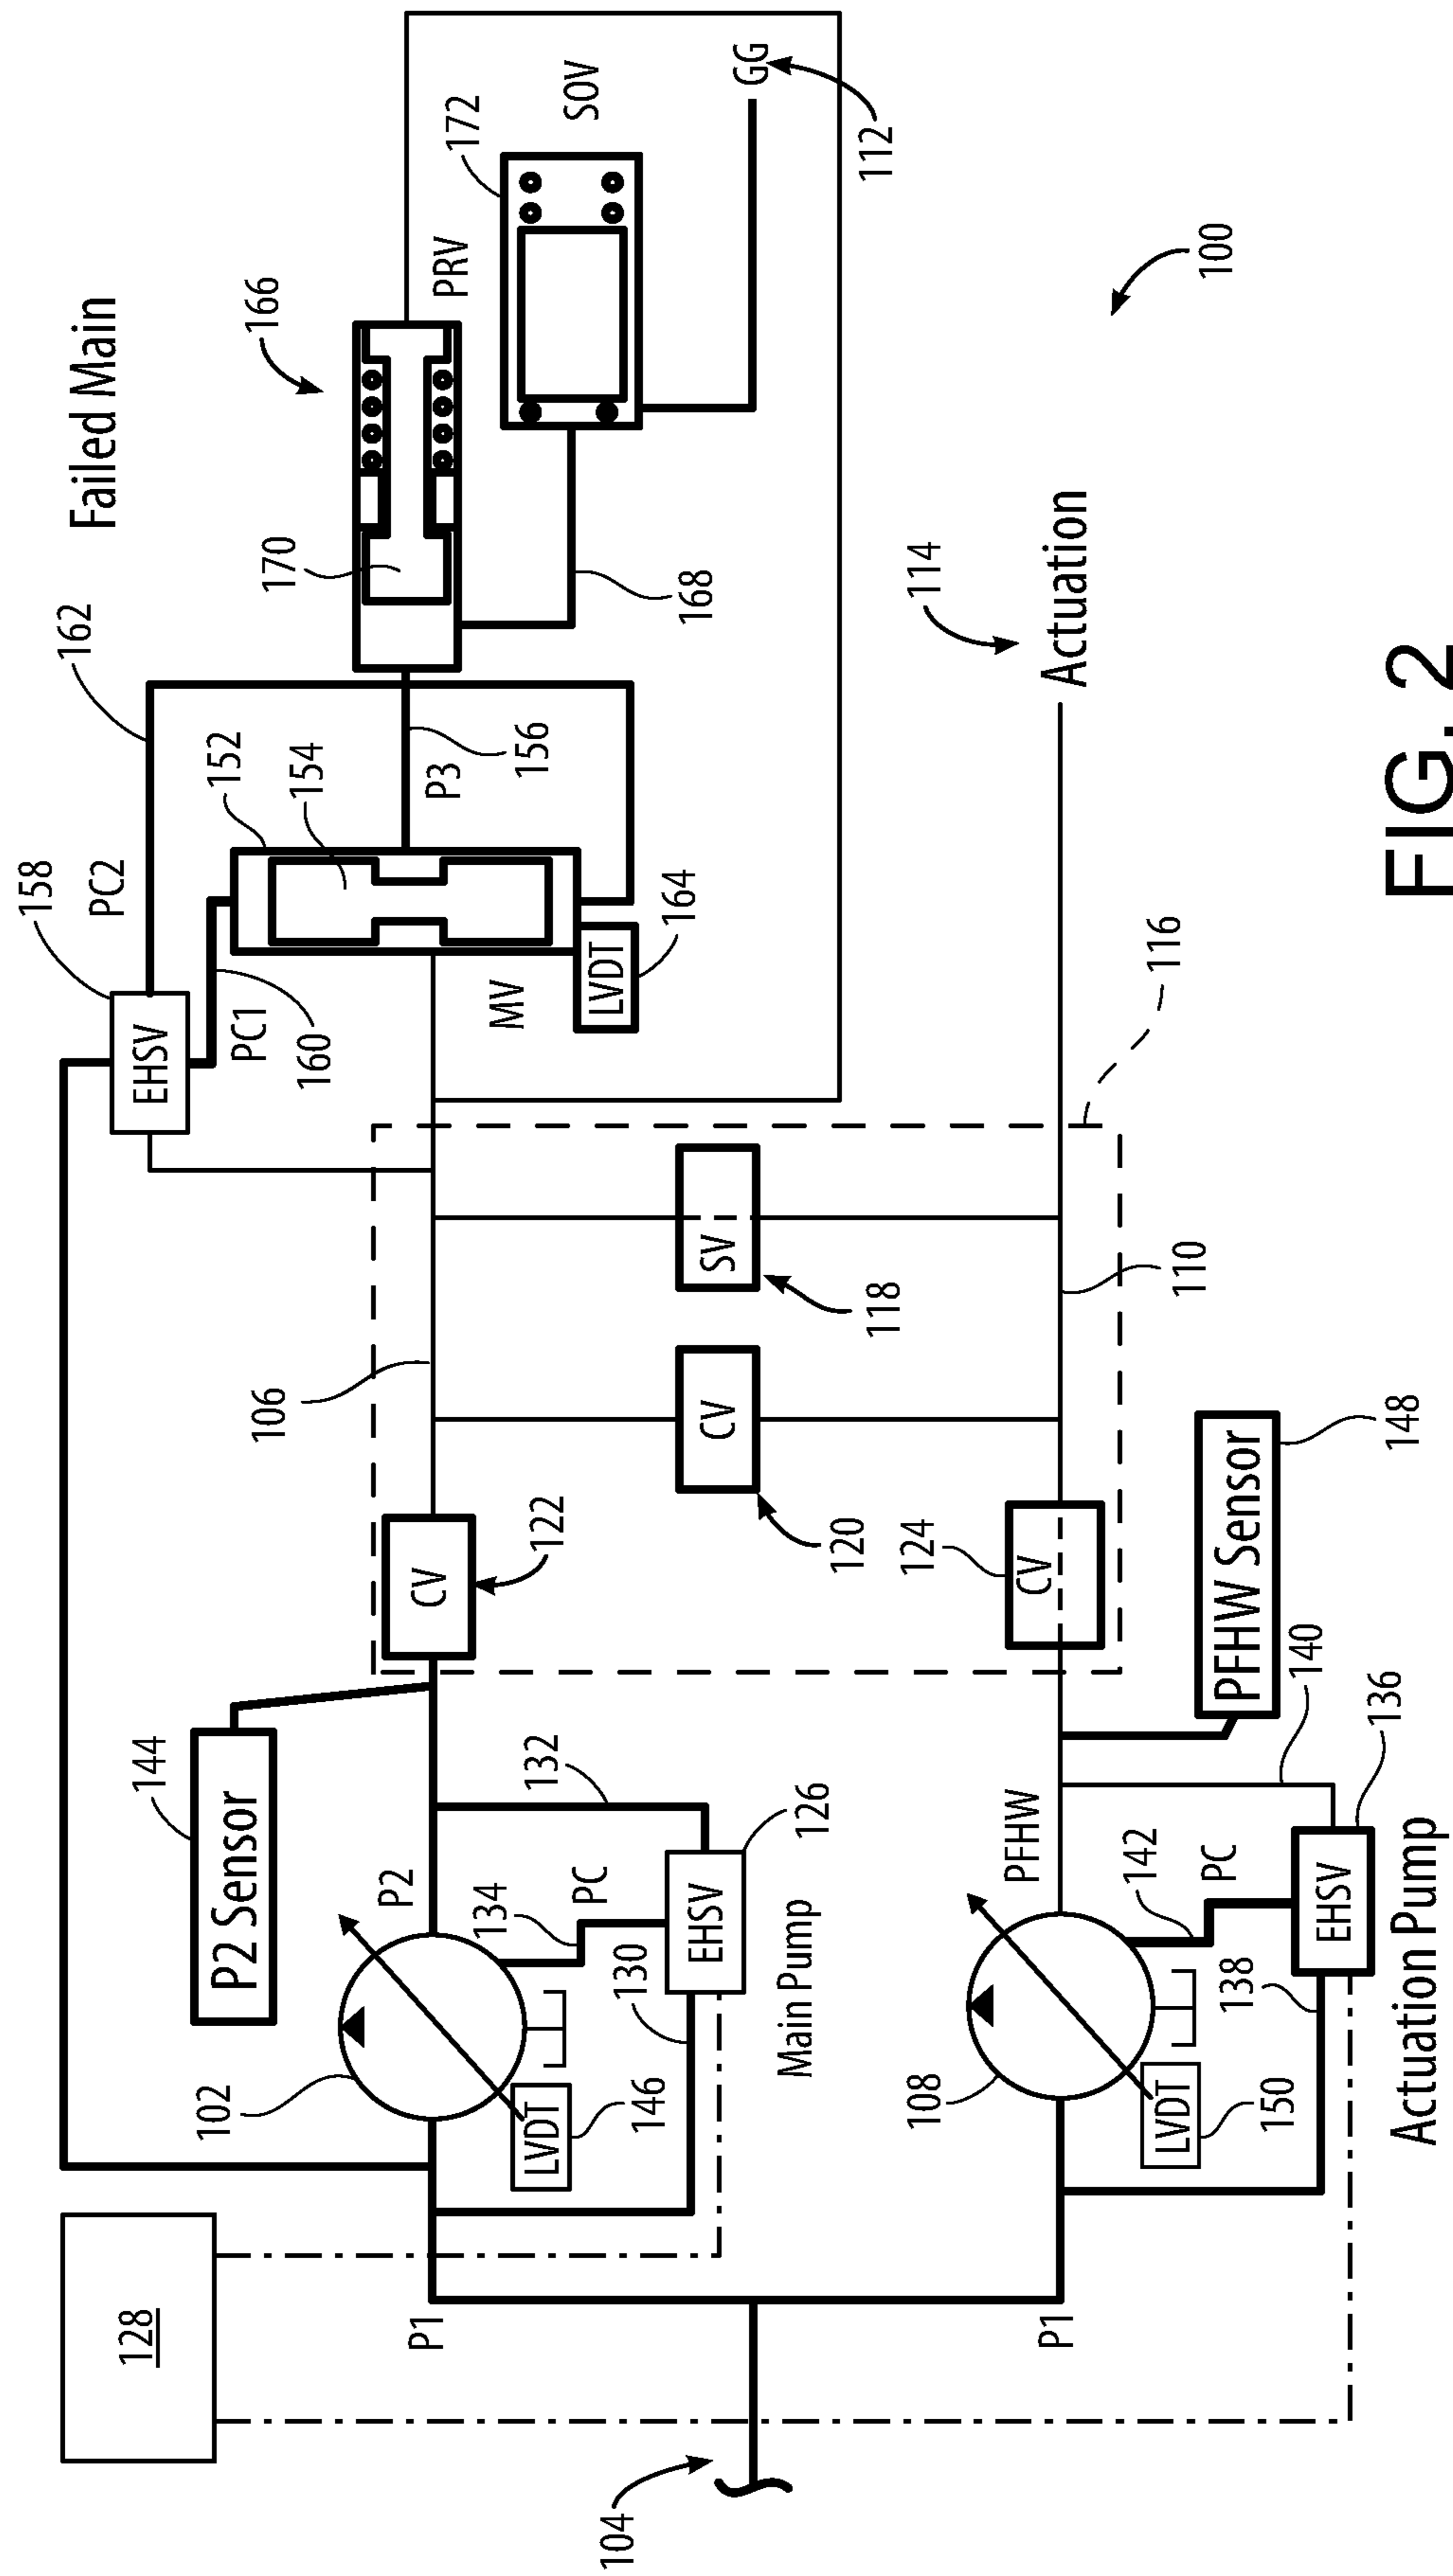 Failed Main
158
PC2
162
152
154
166
170
PRV
172
SOV
EHSV
PC1
160
P3
156
168
GG
112
MV
LVDT
164
100
144
P2 Sensor
106
128
102
P2
CV
122
132
134
PC
LVDT
146
130
EHSV
126
Main Pump
CV
120
SV
118
114
Actuation
P1
104
P1
108
PFHW
124
CV
116
110
142
PC
LVDT
150
138
EHSV
136
140
PFHW Sensor
148
Actuation Pump
FIG. 2